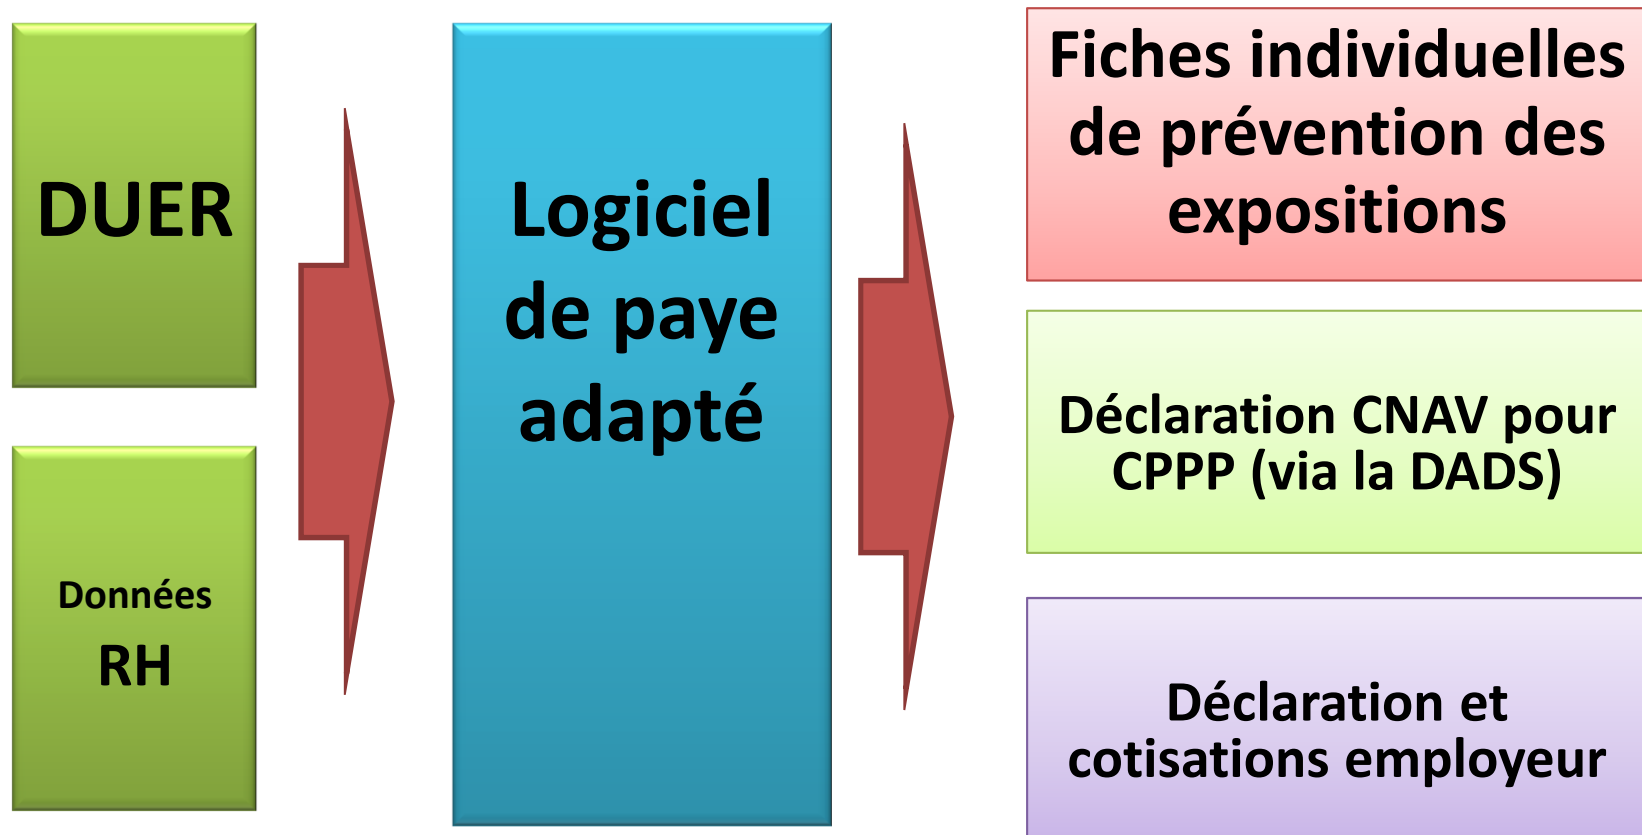 DUER
Données
RH
Logiciel
de paye
adapté
Fiches individuelles
de prévention des
expositions
Déclaration CNAV pour
CPPP (via la DADS)
Déclaration et
cotisations employeur